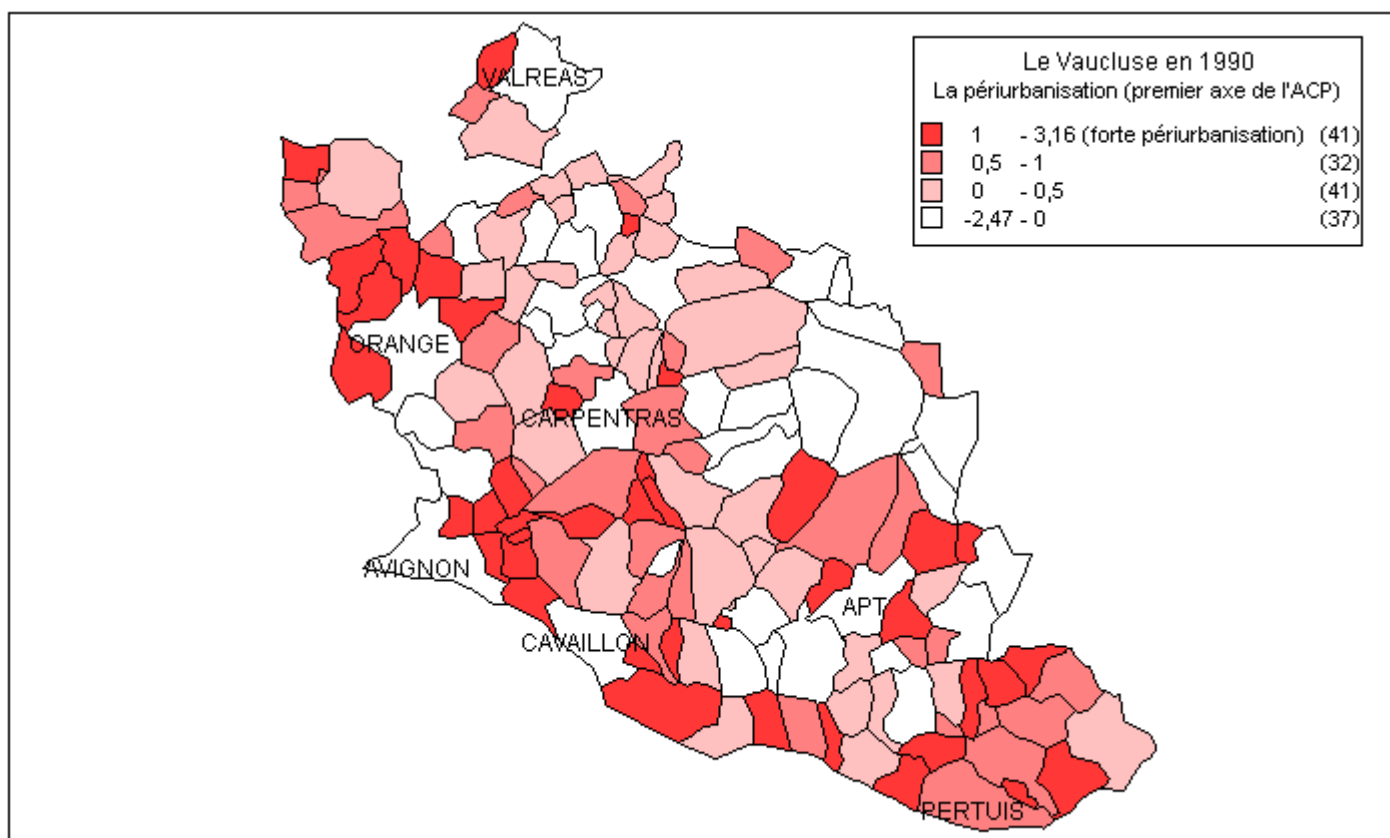 Le Vaucluse en 1990
La périurbanisation (premier axe de l'ACP)
1 - 3,16 (forte périurbanisation) (41)
0,5 - 1 (32)
0 - 0,5 (41)
-2,47 - 0 (37)
VALREAS
ORANGE
CARPENTRAS
AVIGNON
APT
CAVAILLON
PERTUIS